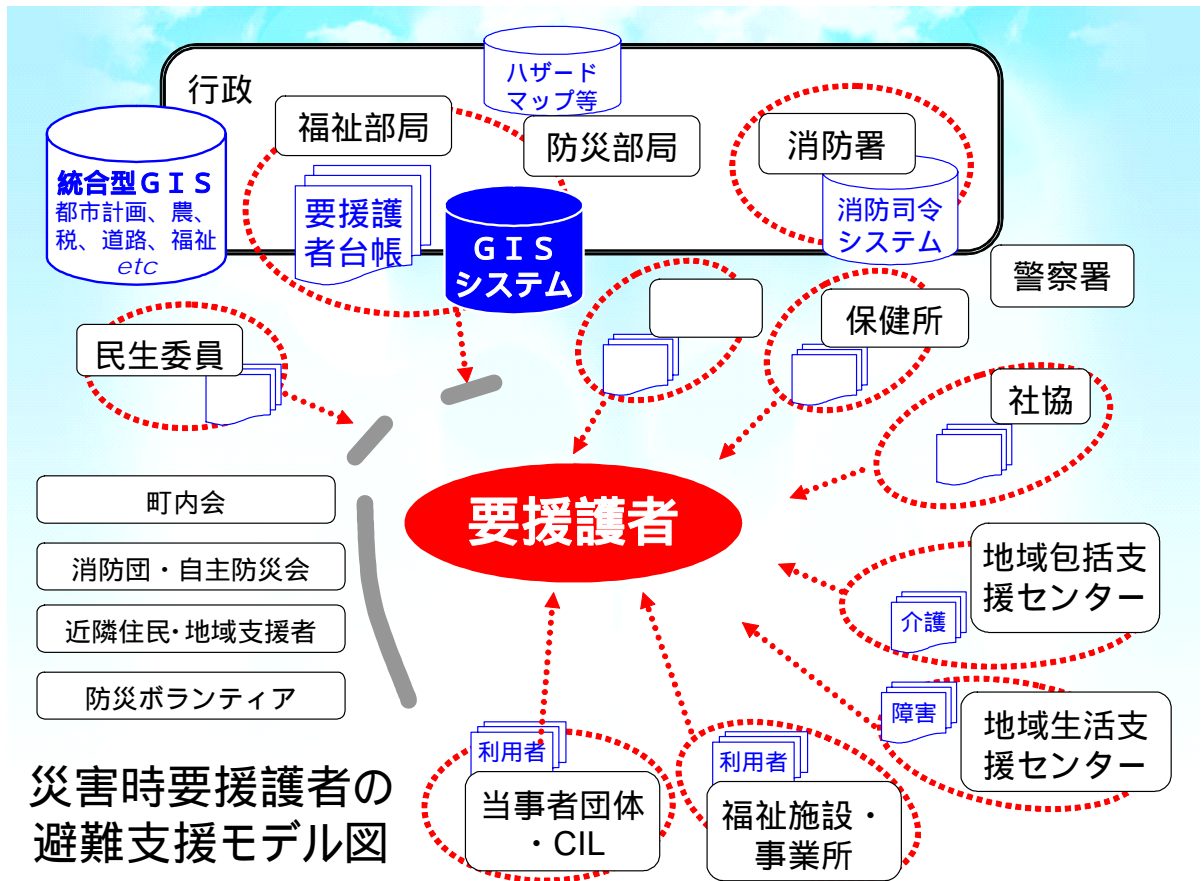 ハザード
マップ等
行政
福祉部局
防災部局
消防署
統合型ＧＩＳ
都市計画、農、
税、道路、福祉
etc
要援護
者台帳
ＧＩＳ
システム
消防司令
システム
警察署
保健所
民生委員
社協
町内会
要援護者
消防団・自主防災会
地域包括支
援センター
介護
近隣住民・地域支援者
防災ボランティア
障害
地域生活支
援センター
利用者
当事者団体
・CIL
利用者
福祉施設・
事業所
災害時要援護者の
避難支援モデル図